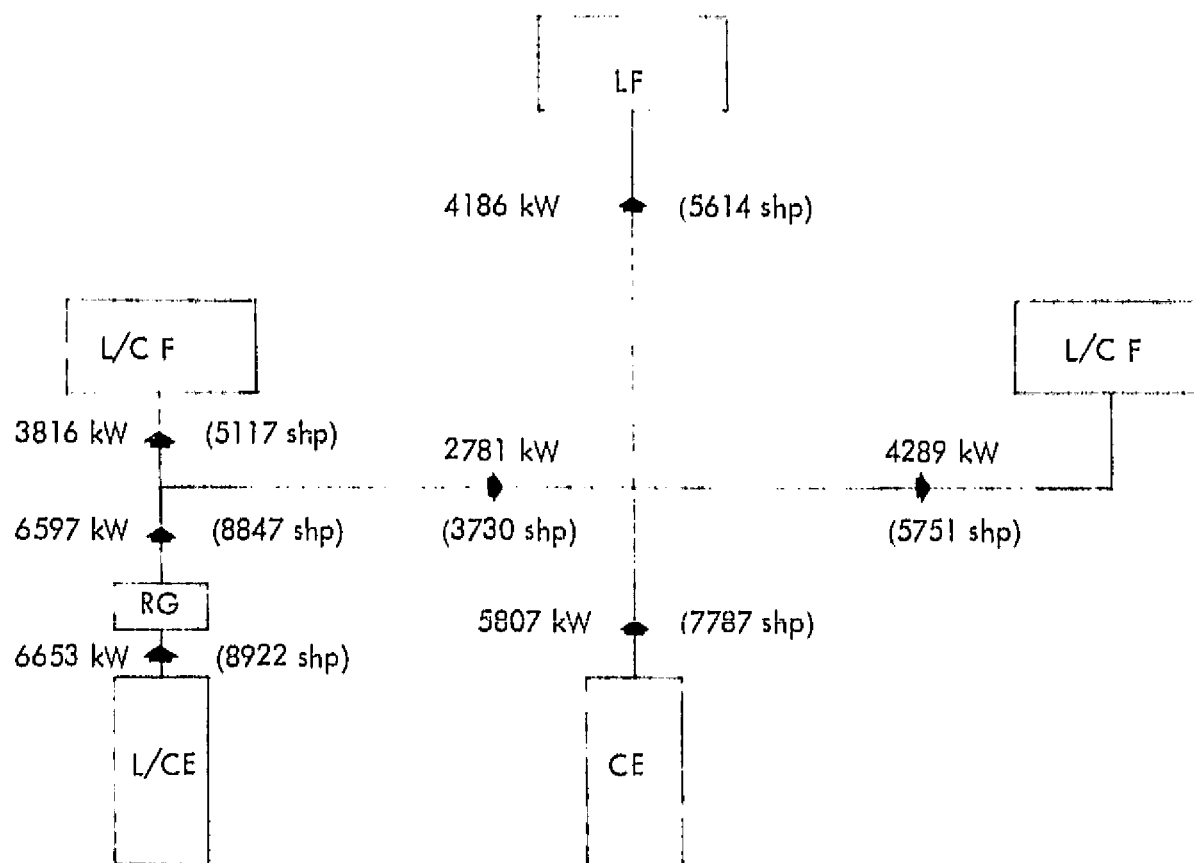 LF
4186 kW (5614 shp)
L/C F L/C F
3816 kW (5117 shp) 2781 kW 4289 kW
6597 kW (8847 shp) (3730 shp) (5751 shp)
RG
5807 kW (7787 shp)
6653 kW (8922 shp)
L/CE CE